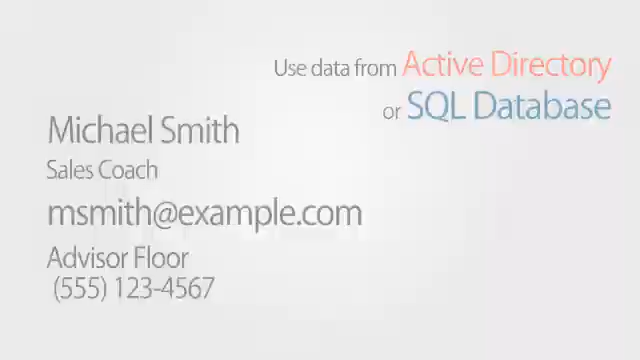 Use data from Active Directory
or SQL Database
Michael Smith
Sales Coach
msmith@example.com
Advisor Floor
(555) 123-4567